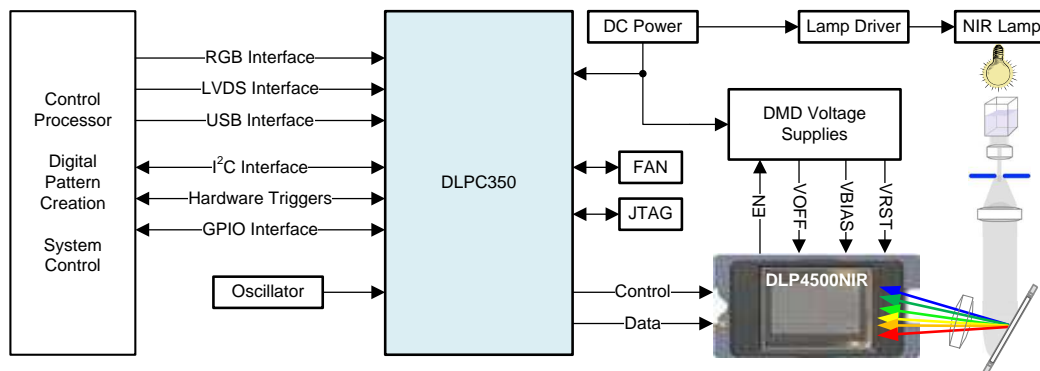 Control
Processor
Digital
Pattern
Creation
System
Control
RGB Interface
LVDS Interface
USB Interface
I²C Interface
Hardware Triggers
GPIO Interface
Oscillator
DLPC350
DC Power
Lamp Driver
NIR Lamp
DMD Voltage
Supplies
FAN
JTAG
EN
VOFF
VBIAS
VRST
Control
Data
DLP4500NIR